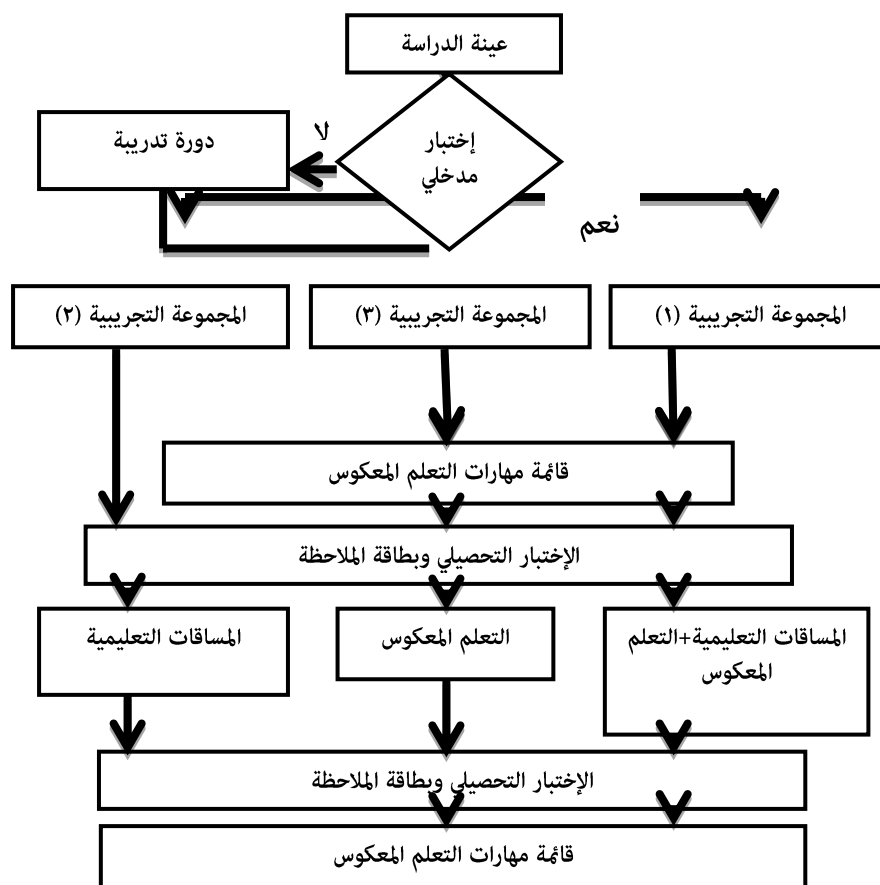 عينة الدراسة
إختبار
مدخلي
لا
دورة تدريبة
نعم
المجموعة التجريبية (١)
المجموعة التجريبية (٣)
المجموعة التجريبية (٢)
قائمة مهارات التعلم المعكوس
الإختبار التحصيلي وبطاقة الملاحظة
المساقات التعليمية+التعلم
المعكوس
التعلم المعكوس
المساقات التعليمية
الإختبار التحصيلي وبطاقة الملاحظة
قائمة مهارات التعلم المعكوس